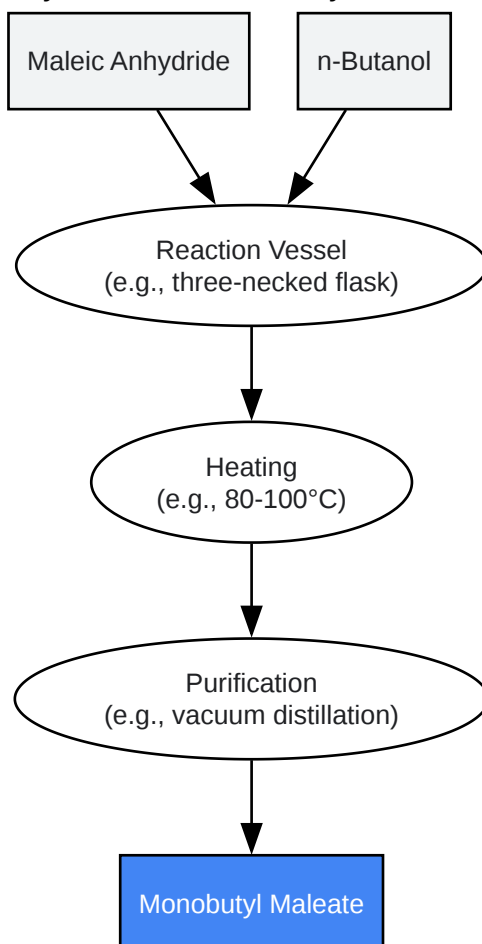 Maleic Anhydride
n-Butanol
Reaction Vessel
(e.g., three-necked flask)
Heating
(e.g., 80-100°C)
Purification
(e.g., vacuum distillation)
Monobutyl Maleate